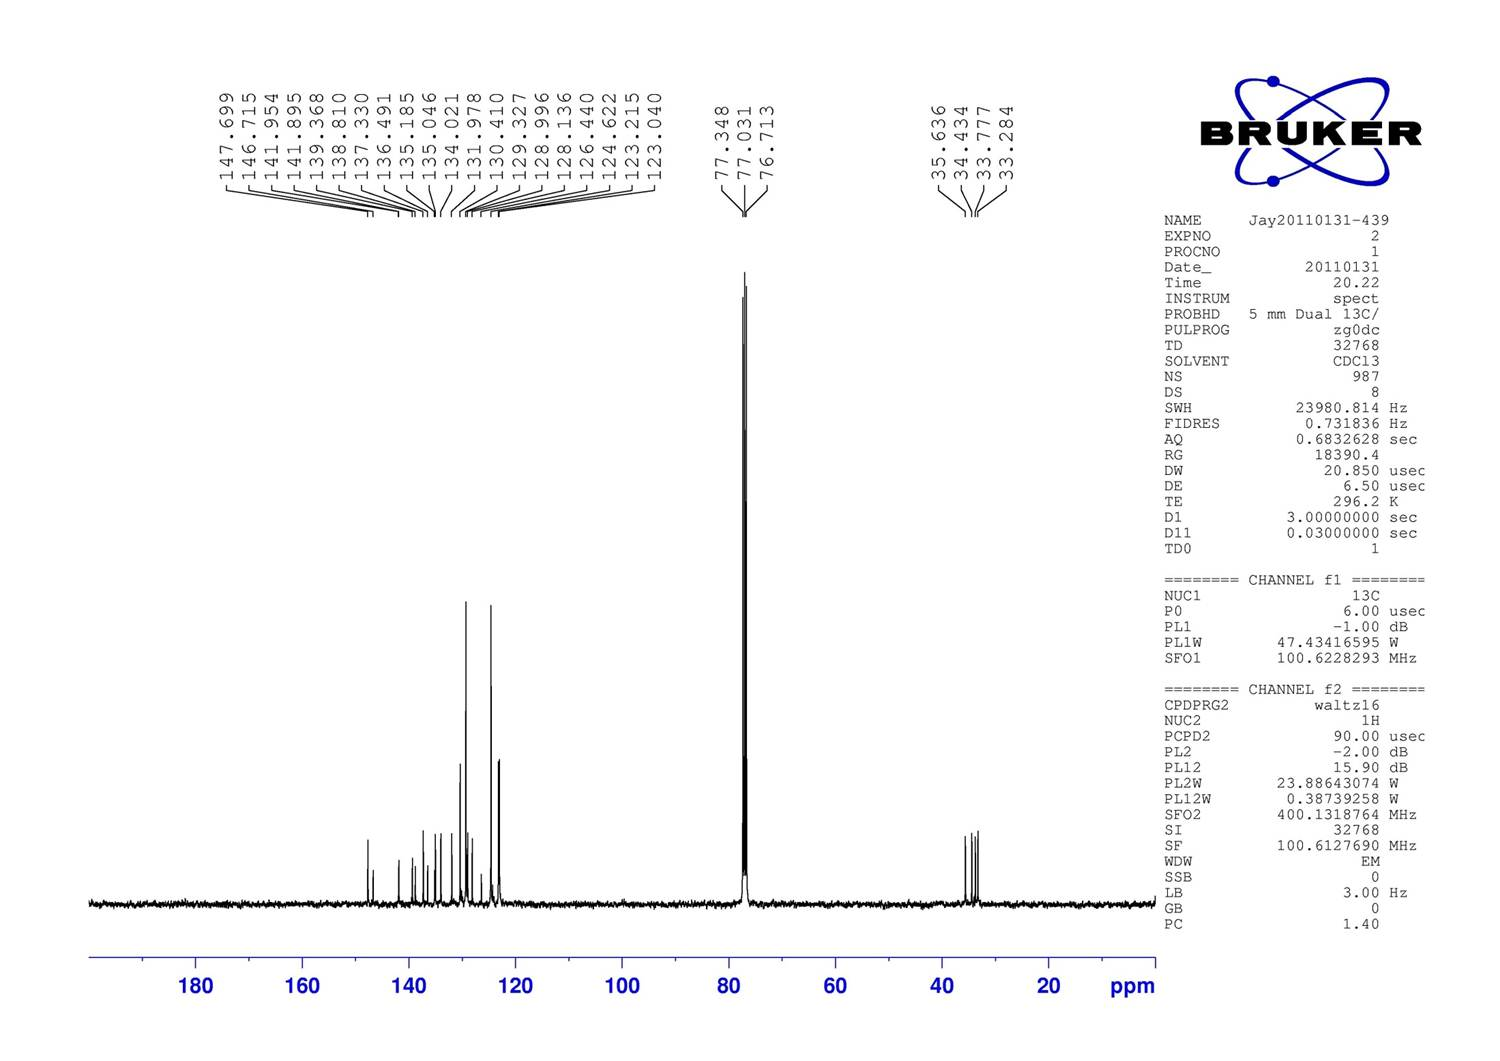 147.699
146.715
141.954
141.895
139.368
138.810
137.330
136.491
135.185
135.046
134.021
131.978
130.410
129.327
128.996
128.136
126.440
124.622
123.215
123.040
77.348
77.031
76.713
35.636
34.434
33.777
33.284
BRUKER
NAME Jay20110131-439
EXPNO 2
PROCNO 1
Date_ 20110131
Time 20.22
INSTRUM spect
PROBHD 5 mm Dual 13C/
PULPROG zg0dc
TD 32768
SOLVENT CDCl3
NS 987
DS 8
SWH 23980.814 Hz
FIDRES 0.731836 Hz
AQ 0.6832628 sec
RG 18390.4
DW 20.850 usec
DE 6.50 usec
TE 296.2 K
D1 3.00000000 sec
D11 0.03000000 sec
TD0 1
======== CHANNEL f1 ========
NUC1 13C
P0 6.00 usec
PL1 -1.00 dB
PL1W 47.43416595 W
SFO1 100.6228293 MHz
======== CHANNEL f2 ========
CPDPRG2 waltz16
NUC2 1H
PCPD2 90.00 usec
PL2 -2.00 dB
PL12 15.90 dB
PL2W 23.88643074 W
PL12W 0.38739258 W
SFO2 400.1318764 MHz
SI 32768
SF 100.6127690 MHz
WDW EM
SSB 0
LB 3.00 Hz
GB 0
PC 1.40
180 160 140 120 100 80 60 40 20 ppm